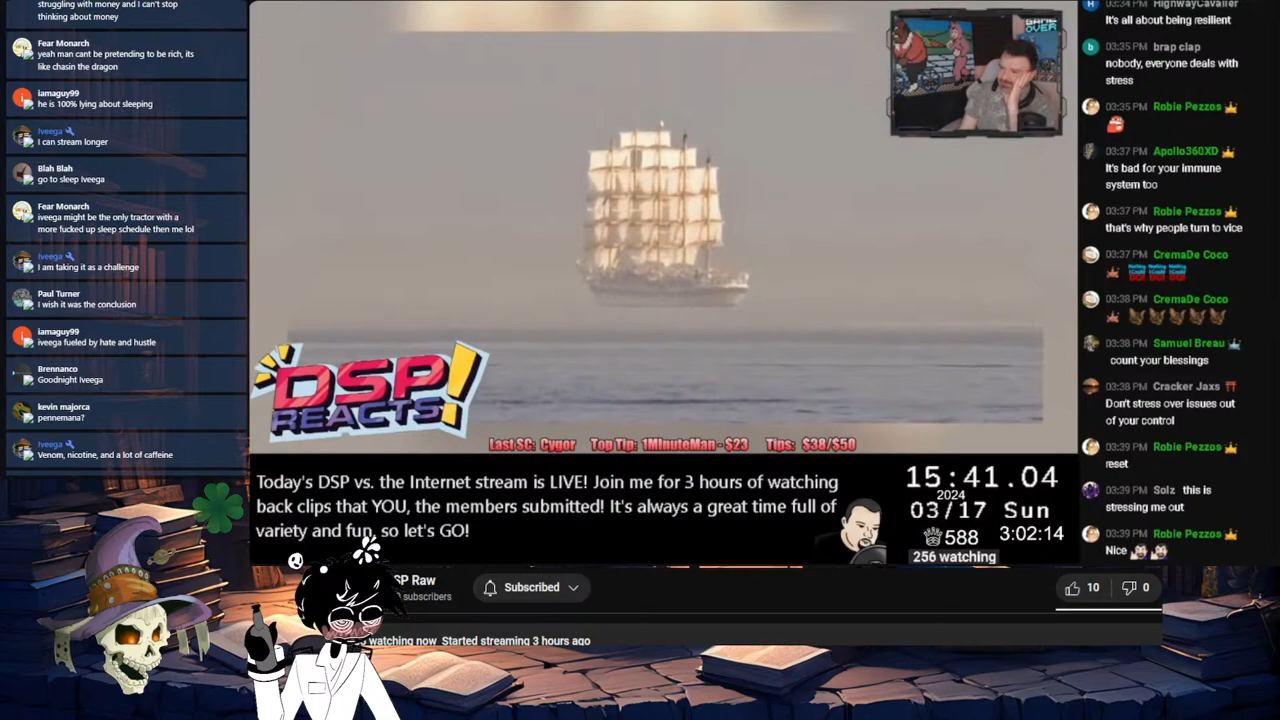 struggling with money and I can't stop
thinking about money
Fear Monarch
yeah man cant be pretending to be rich, its
like chasin the dragon
iamaguy99
he is 100% lying about sleeping
Iveega
I can stream longer
Blah Blah
go to sleep Iveega
Fear Monarch
iveega might be the only tractor with a
more fucked up sleep schedule then me lol
Iveega
I am taking it as a challenge
Paul Turner
I wish it was the conclusion
iamaguy99
iveega fueled by hate and hustle
Brennanco
Goodnight Iveega
kevin majorca
pennemana?
Iveega
Venom, nicotine, and a lot of caffeine
GAME
OVER
DSP
REACTS!
Last SC: Cygor Top Tip: 1MinuteMan - $23 Tips: $38/$50
Today's DSP vs. the Internet stream is LIVE! Join me for 3 hours of watching
back clips that YOU, the members submitted! It's always a great time full of
variety and fun, so let's GO!
15:41.04
2024
03/17 Sun
588
3:02:14
256 watching
SP Raw
subscribers
Subscribed
10
0
watching now Started streaming 3 hours ago
03:34 PM HighwayCavalier
It's all about being resilient
03:35 PM brap clap
nobody, everyone deals with
stress
03:35 PM Robie Pezzos
03:37 PM Apollo360XD
It's bad for your immune
system too
03:37 PM Robie Pezzos
that's why people turn to vice
03:37 PM CremaDe Coco
03:38 PM CremaDe Coco
03:38 PM Samuel Breau
count your blessings
03:38 PM Cracker Jaxs
Don't stress over issues out
of your control
03:39 PM Robie Pezzos
reset
03:39 PM Solz this is
stressing me out
03:39 PM Robie Pezzos
Nice